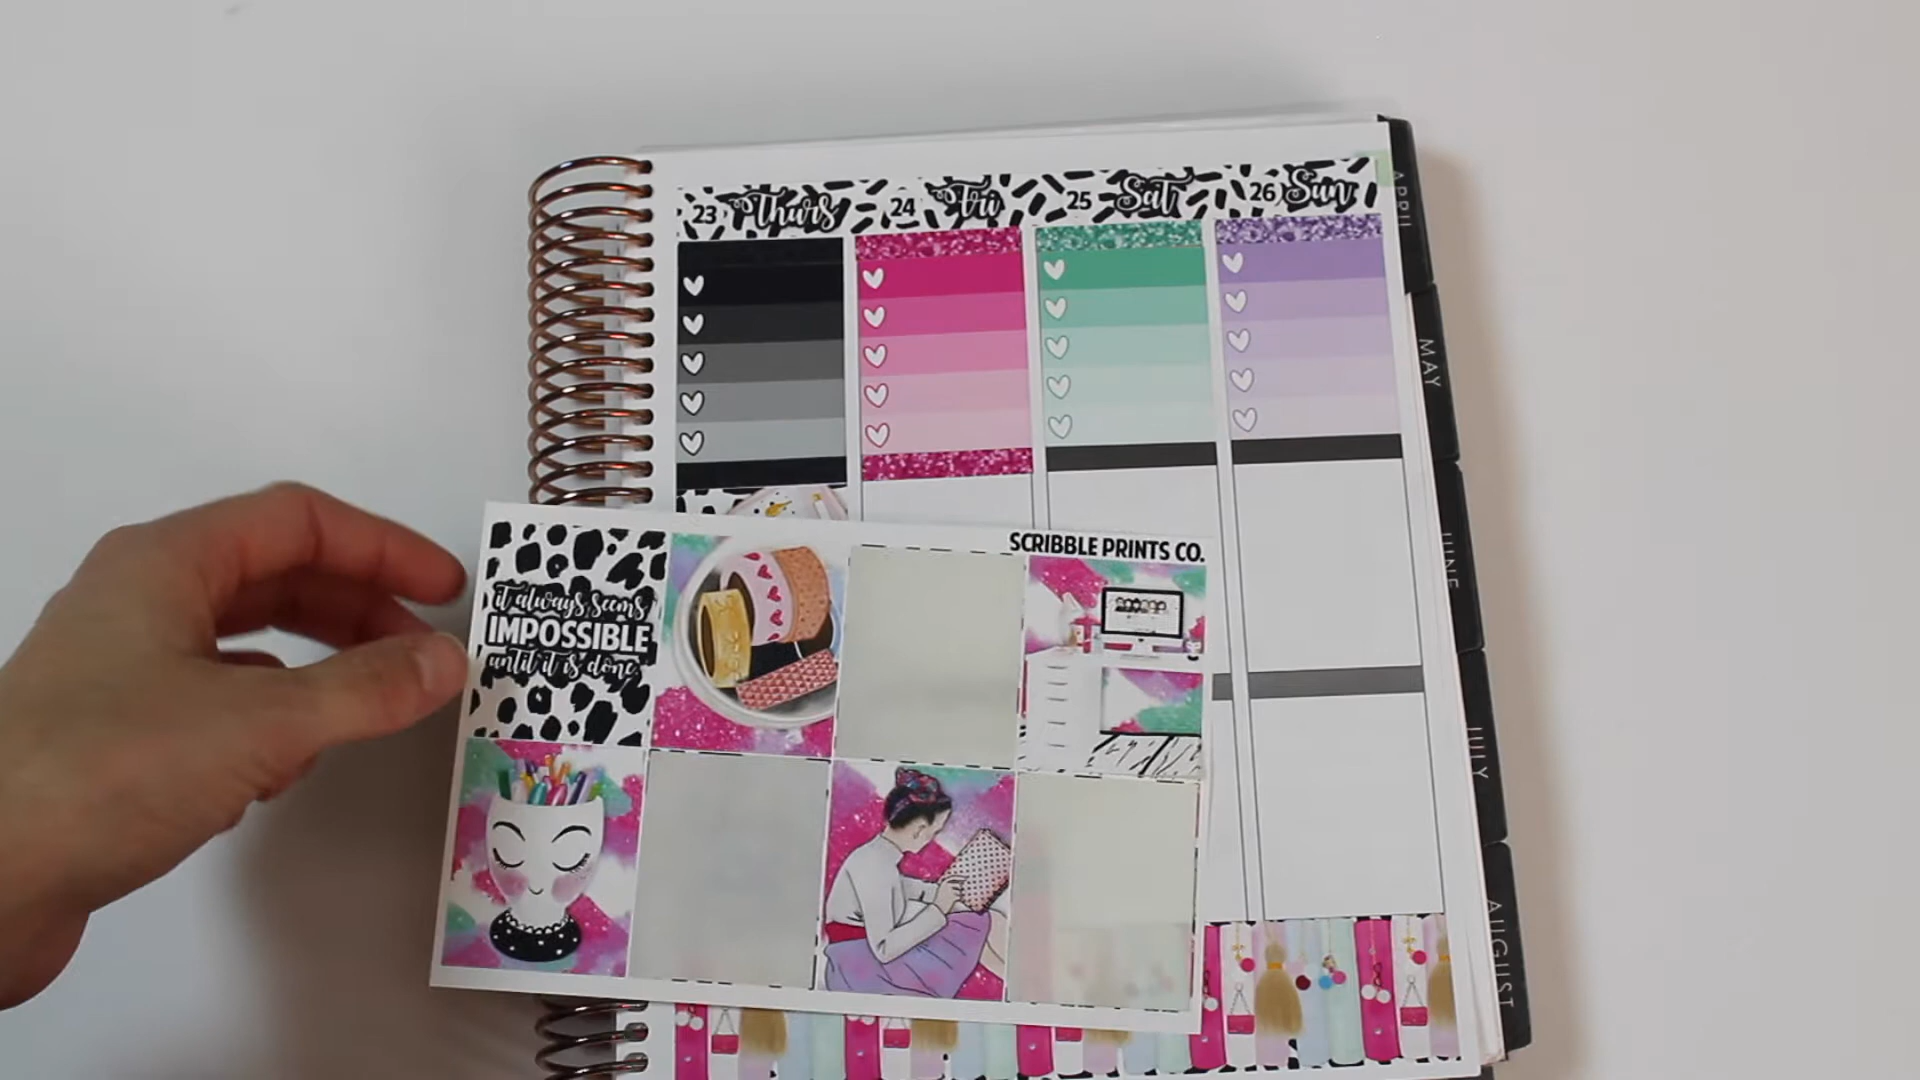 23 Thurs 24 Fri 25 Sat 26 Sun
APRIL
MAY
JUNE
JULY
AUGUST
SCRIBBLE PRINTS CO.
it always seems
IMPOSSIBLE
until it is done.